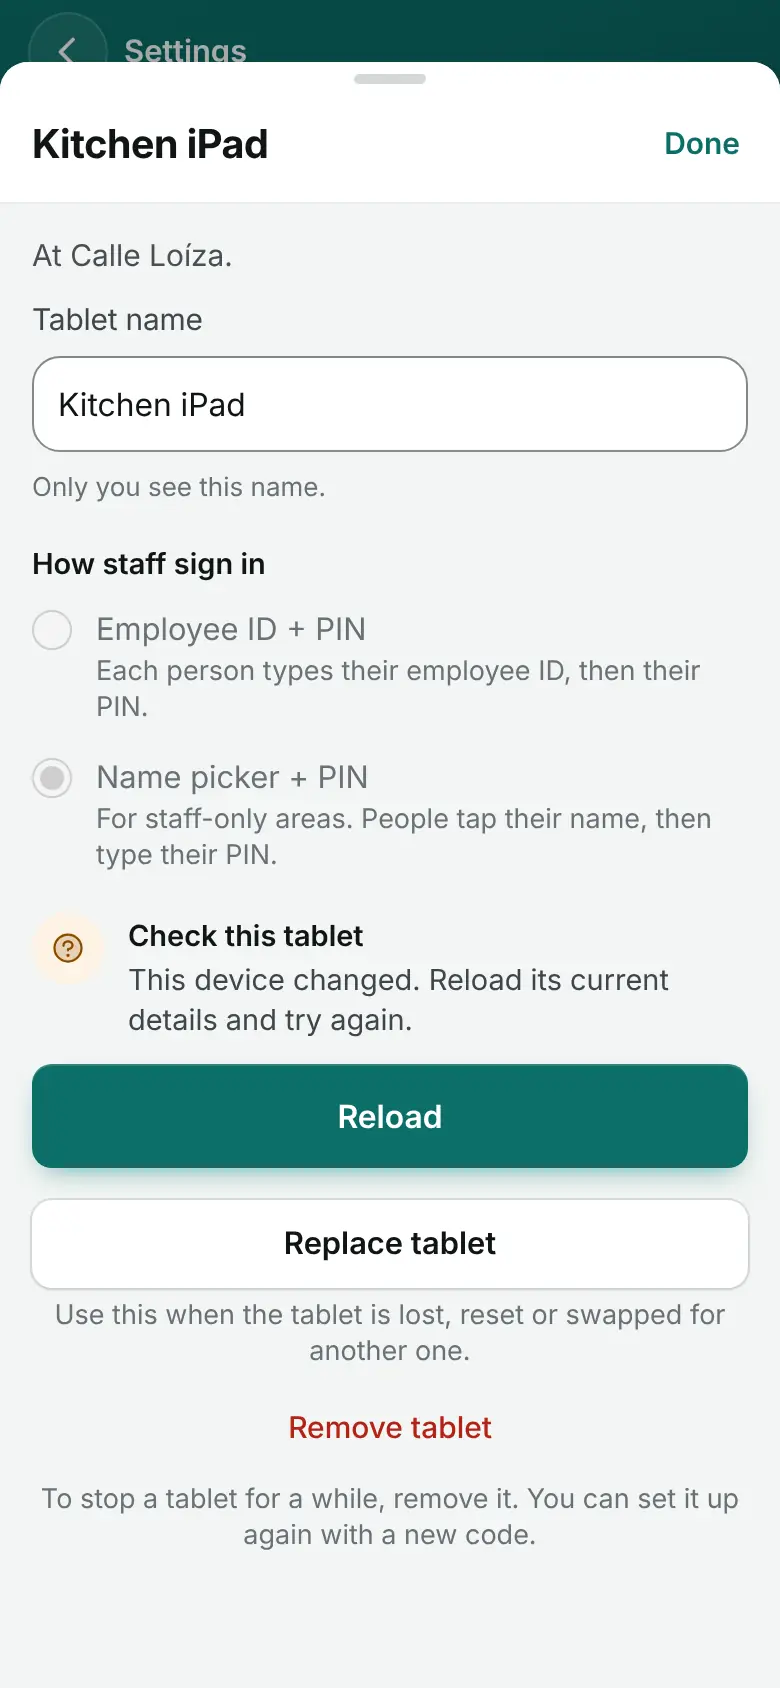 Settings
Kitchen iPad
Done
At Calle Loíza.
Tablet name
Kitchen iPad
Only you see this name.
How staff sign in
Employee ID + PIN
Each person types their employee ID, then their
PIN.
Name picker + PIN
For staff-only areas. People tap their name, then
type their PIN.
Check this tablet
This device changed. Reload its current
details and try again.
Reload
Replace tablet
Use this when the tablet is lost, reset or swapped for
another one.
Remove tablet
To stop a tablet for a while, remove it. You can set it up
again with a new code.